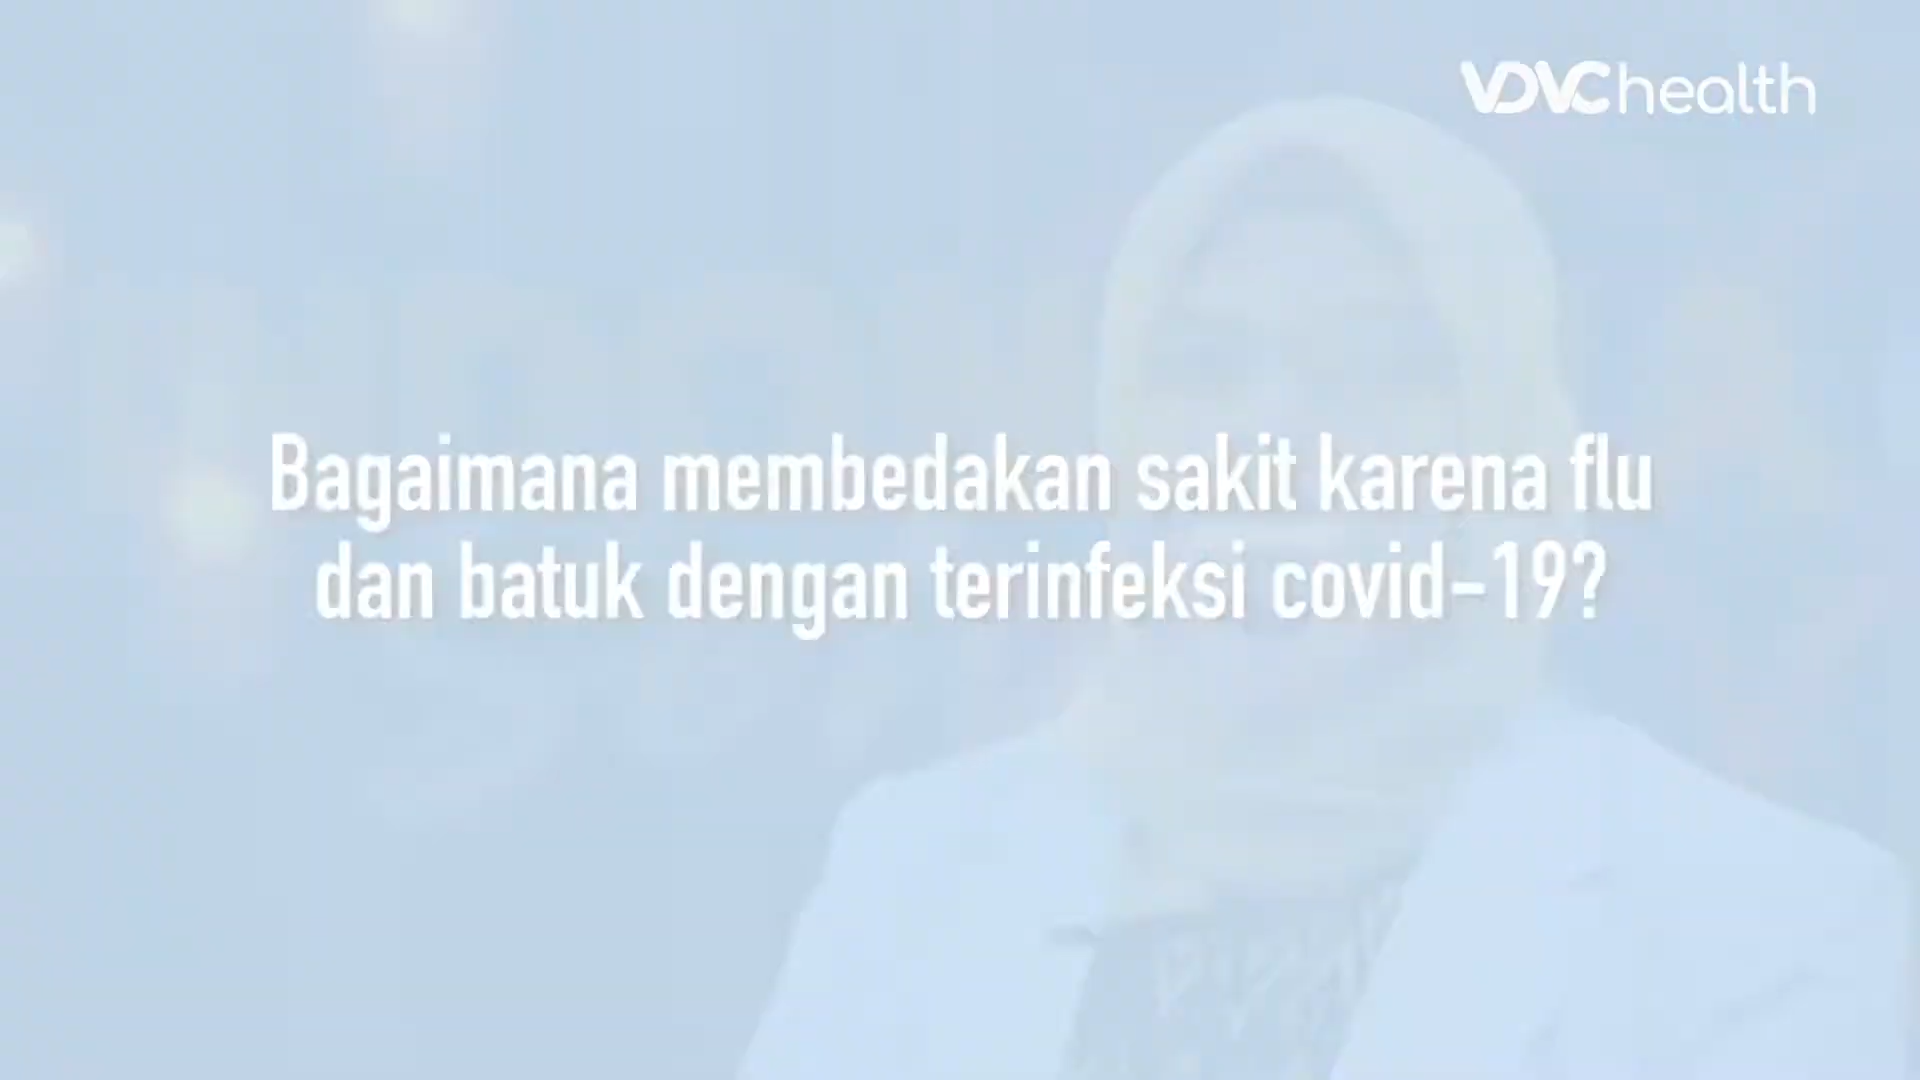 VDVC health
Bagaimana membedakan sakit karena flu
dan batuk dengan terinfeksi covid-19?